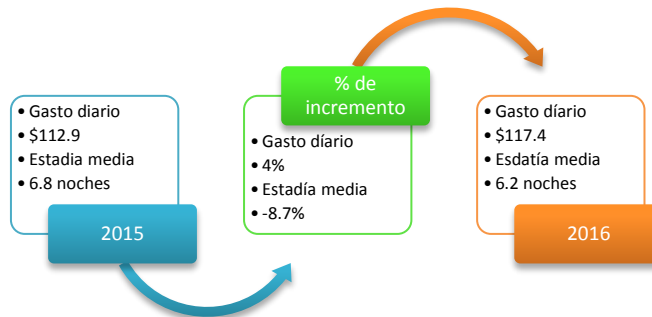 • Gasto diario
• $112.9
• Estadia media
• 6.8 noches
2015
% de
incremento
• Gasto díario
• 4%
• Estadía media
• -8.7%
• Gasto díario
• $117.4
• Esdatía media
• 6.2 noches
2016